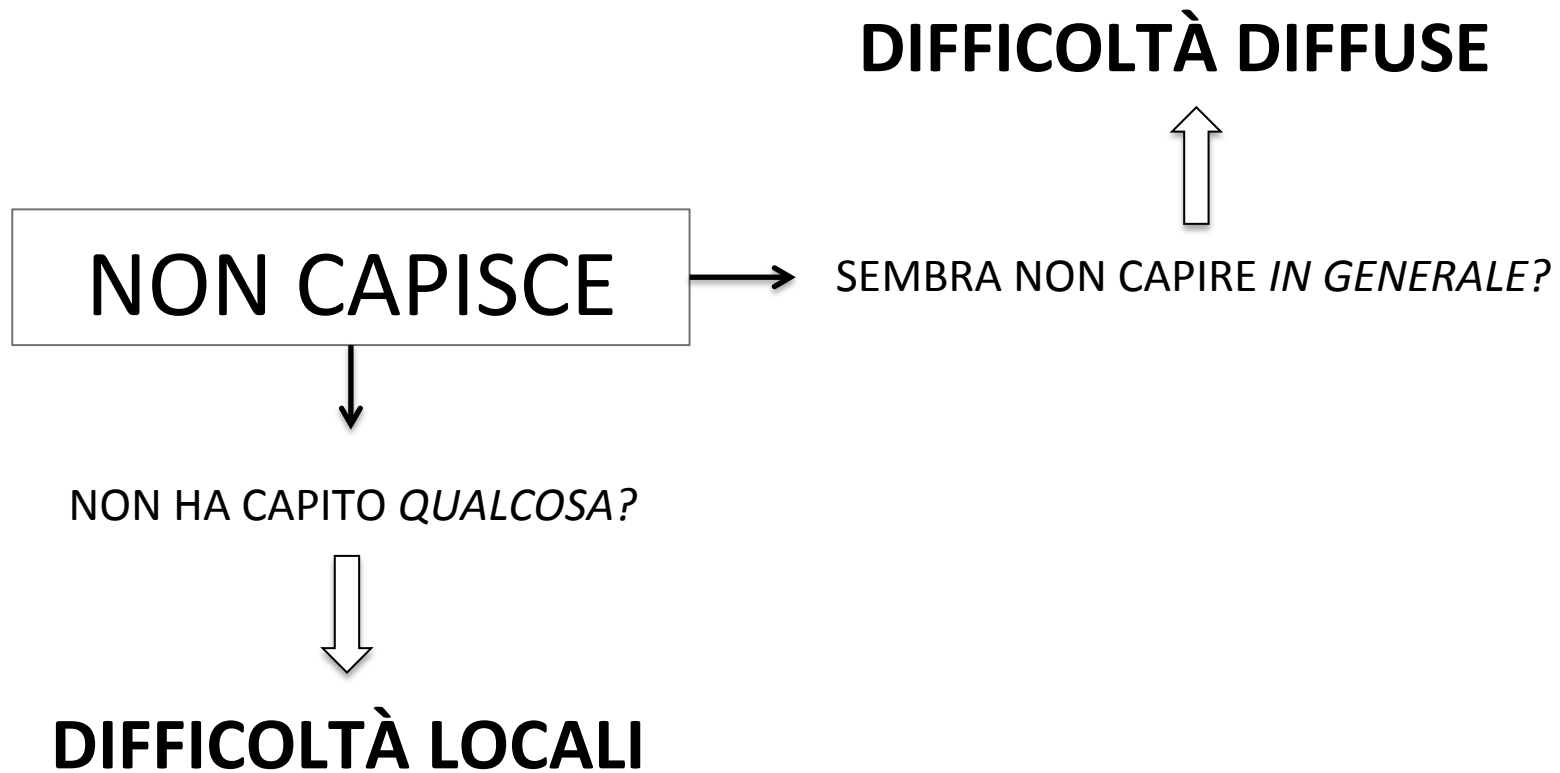 DIFFICOLTÀ DIFFUSE
NON CAPISCE
SEMBRA NON CAPIRE IN GENERALE?
NON HA CAPITO QUALCOSA?
DIFFICOLTÀ LOCALI